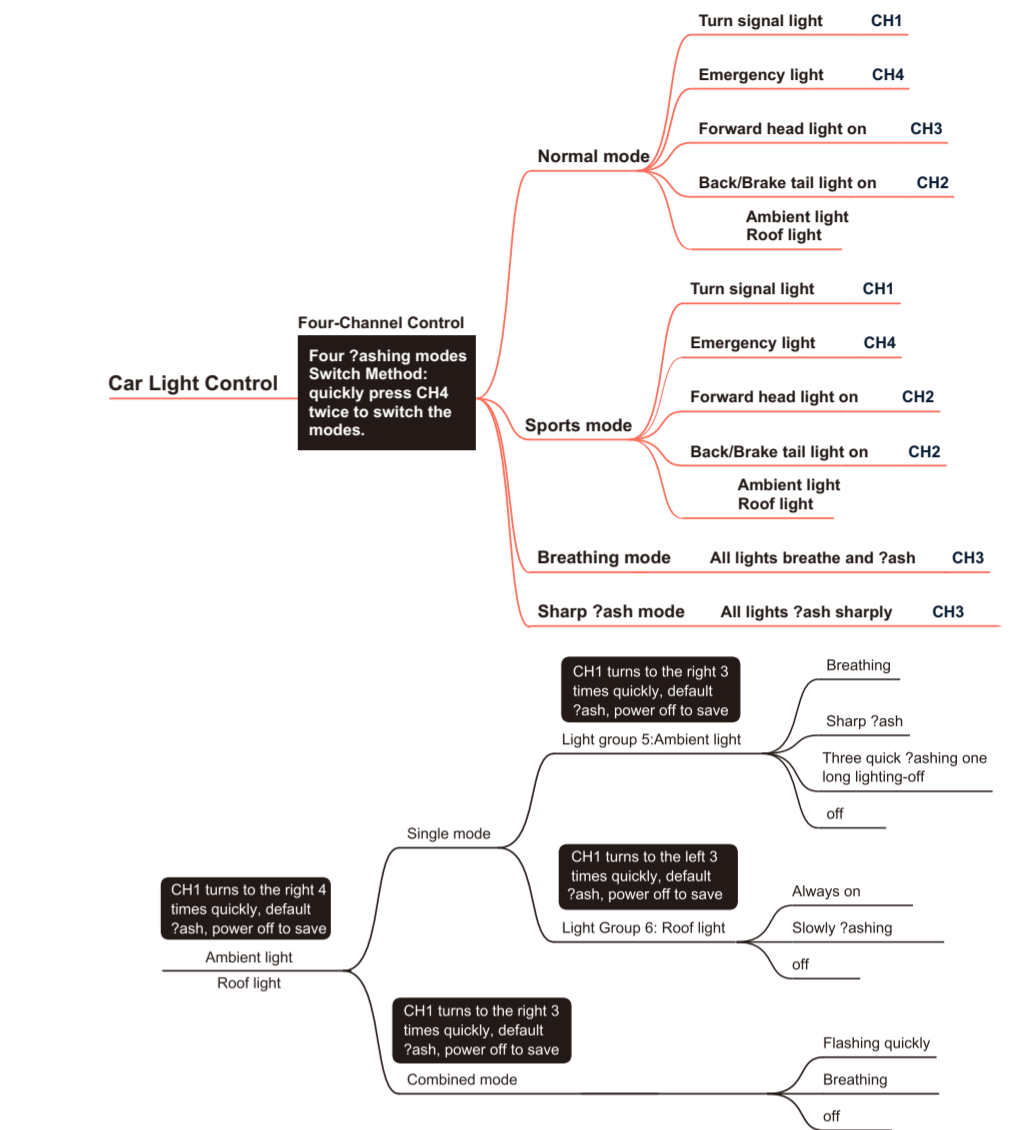 Car Light Control
Four-Channel Control
Four ?ashing modes
Switch Method:
quickly press CH4
twice to switch the
modes.
Normal mode
Turn signal light CH1
Emergency light CH4
Forward head light on CH3
Back/Brake tail light on CH2
Ambient light
Roof light
Sports mode
Turn signal light CH1
Emergency light CH4
Forward head light on CH2
Back/Brake tail light on CH2
Ambient light
Roof light
Breathing mode All lights breathe and ?ash CH3
Sharp ?ash mode All lights ?ash sharply CH3
CH1 turns to the right 4
times quickly, default
?ash, power off to save
Ambient light
Roof light
Single mode
CH1 turns to the right 3
times quickly, default
?ash, power off to save
Light group 5:Ambient light
Breathing
Sharp ?ash
Three quick ?ashing one
long lighting-off
off
CH1 turns to the left 3
times quickly, default
?ash, power off to save
Light Group 6: Roof light
Always on
Slowly ?ashing
off
CH1 turns to the right 3
times quickly, default
?ash, power off to save
Combined mode
Flashing quickly
Breathing
off